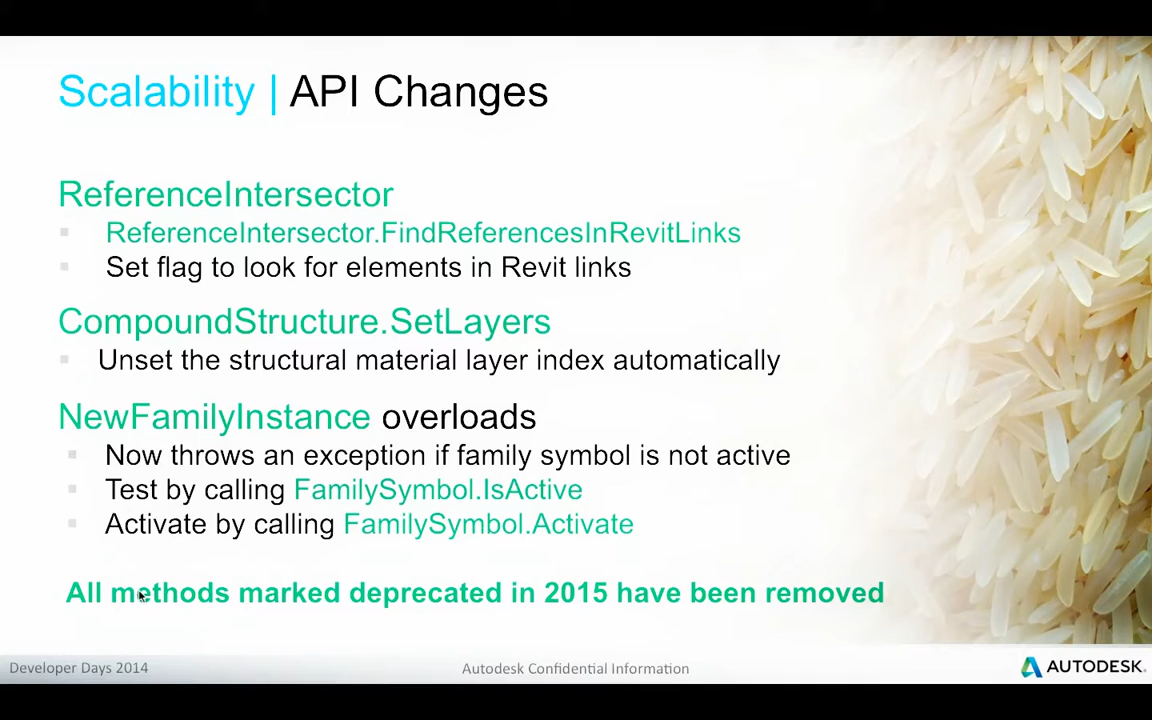 Scalability | API Changes
ReferenceIntersector
ReferenceIntersector.FindReferencesInRevitLinks
Set flag to look for elements in Revit links
CompoundStructure.SetLayers
Unset the structural material layer index automatically
NewFamilyInstance overloads
Now throws an exception if family symbol is not active
Test by calling FamilySymbol.IsActive
Activate by calling FamilySymbol.Activate
All methods marked deprecated in 2015 have been removed
Developer Days 2014
Autodesk Confidential Information
AUTODESK.